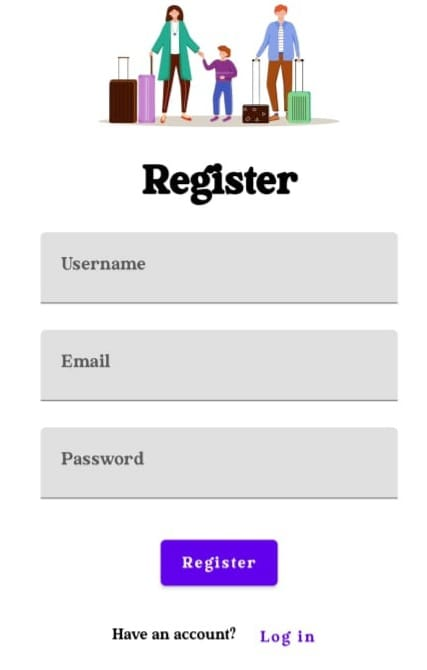 Register
Username
Email
Password
Register
Have an account? Log in